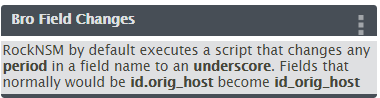 Bro Field Changes
RockNSM by default executes a script that changes any
period in a field name to an underscore. Fields that
normally would be id.orig_host become id_orig_host